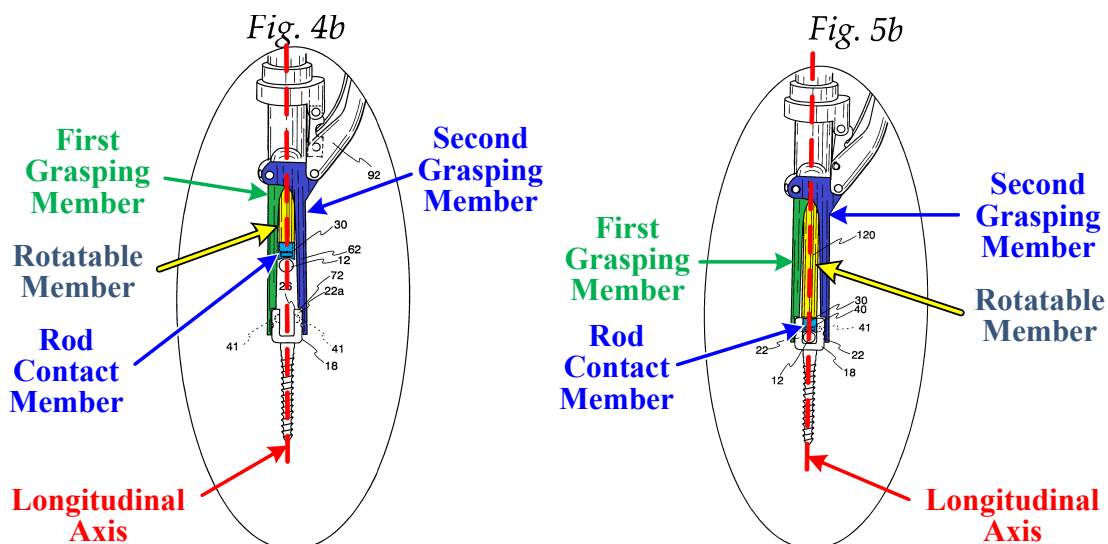 Fig. 4b
First
Grasping
Member
Second
Grasping
Member
92
Rotatable
Member
30
62
12
72
26
22a
Rod
Contact
Member
41
41
18
Longitudinal
Axis
Fig. 5b
First
Grasping
Member
Second
Grasping
Member
120
Rotatable
Member
30
40
41
Rod
Contact
Member
22
22
12
18
Longitudinal
Axis